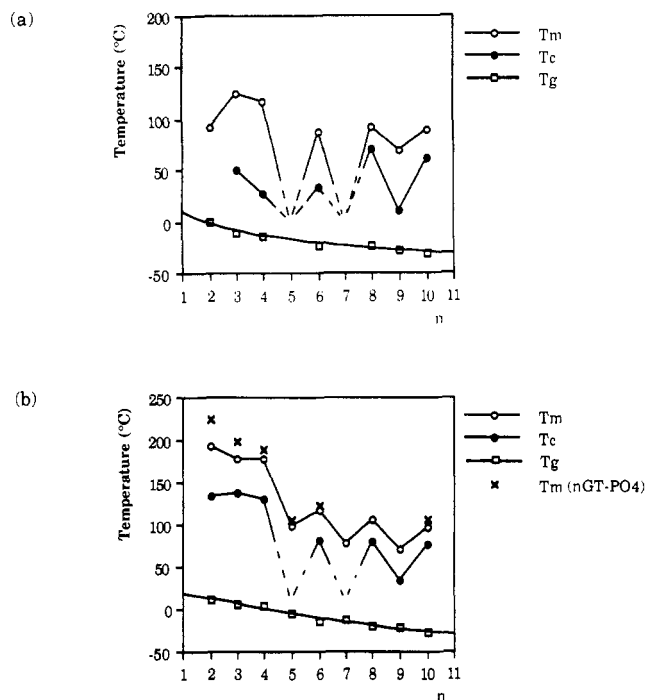 (a)
200
150
100
50
0
-50
Temperature (°C)
1 2 3 4 5 6 7 8 9 10 11
n
Tm
Tc
Tg
(b)
250
200
150
100
50
0
-50
Temperature (°C)
1 2 3 4 5 6 7 8 9 10 11
n
Tm
Tc
Tg
Tm (nGT-PO4)